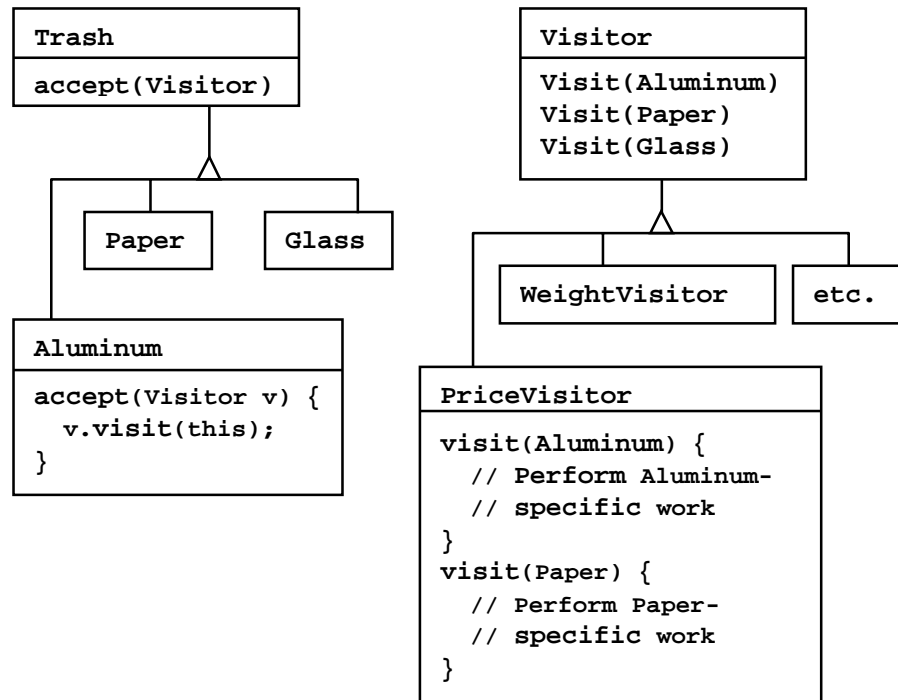 Trash
accept(Visitor)
Paper
Glass
Aluminum
accept(Visitor v) {
v.visit(this);
}
Visitor
Visit(Aluminum)
Visit(Paper)
Visit(Glass)
WeightVisitor
etc.
PriceVisitor
visit(Aluminum) {
// Perform Aluminum-
// specific work
}
visit(Paper) {
// Perform Paper-
// specific work
}